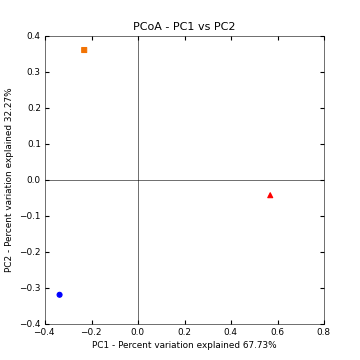 PCoA - PC1 vs PC2
0.4
0.3
0.2
0.1
0.0
−0.1
−0.2
−0.3
−0.4
PC2 - Percent variation explained 32.27%
−0.4 −0.2 0.0 0.2 0.4 0.6 0.8
PC1 - Percent variation explained 67.73%